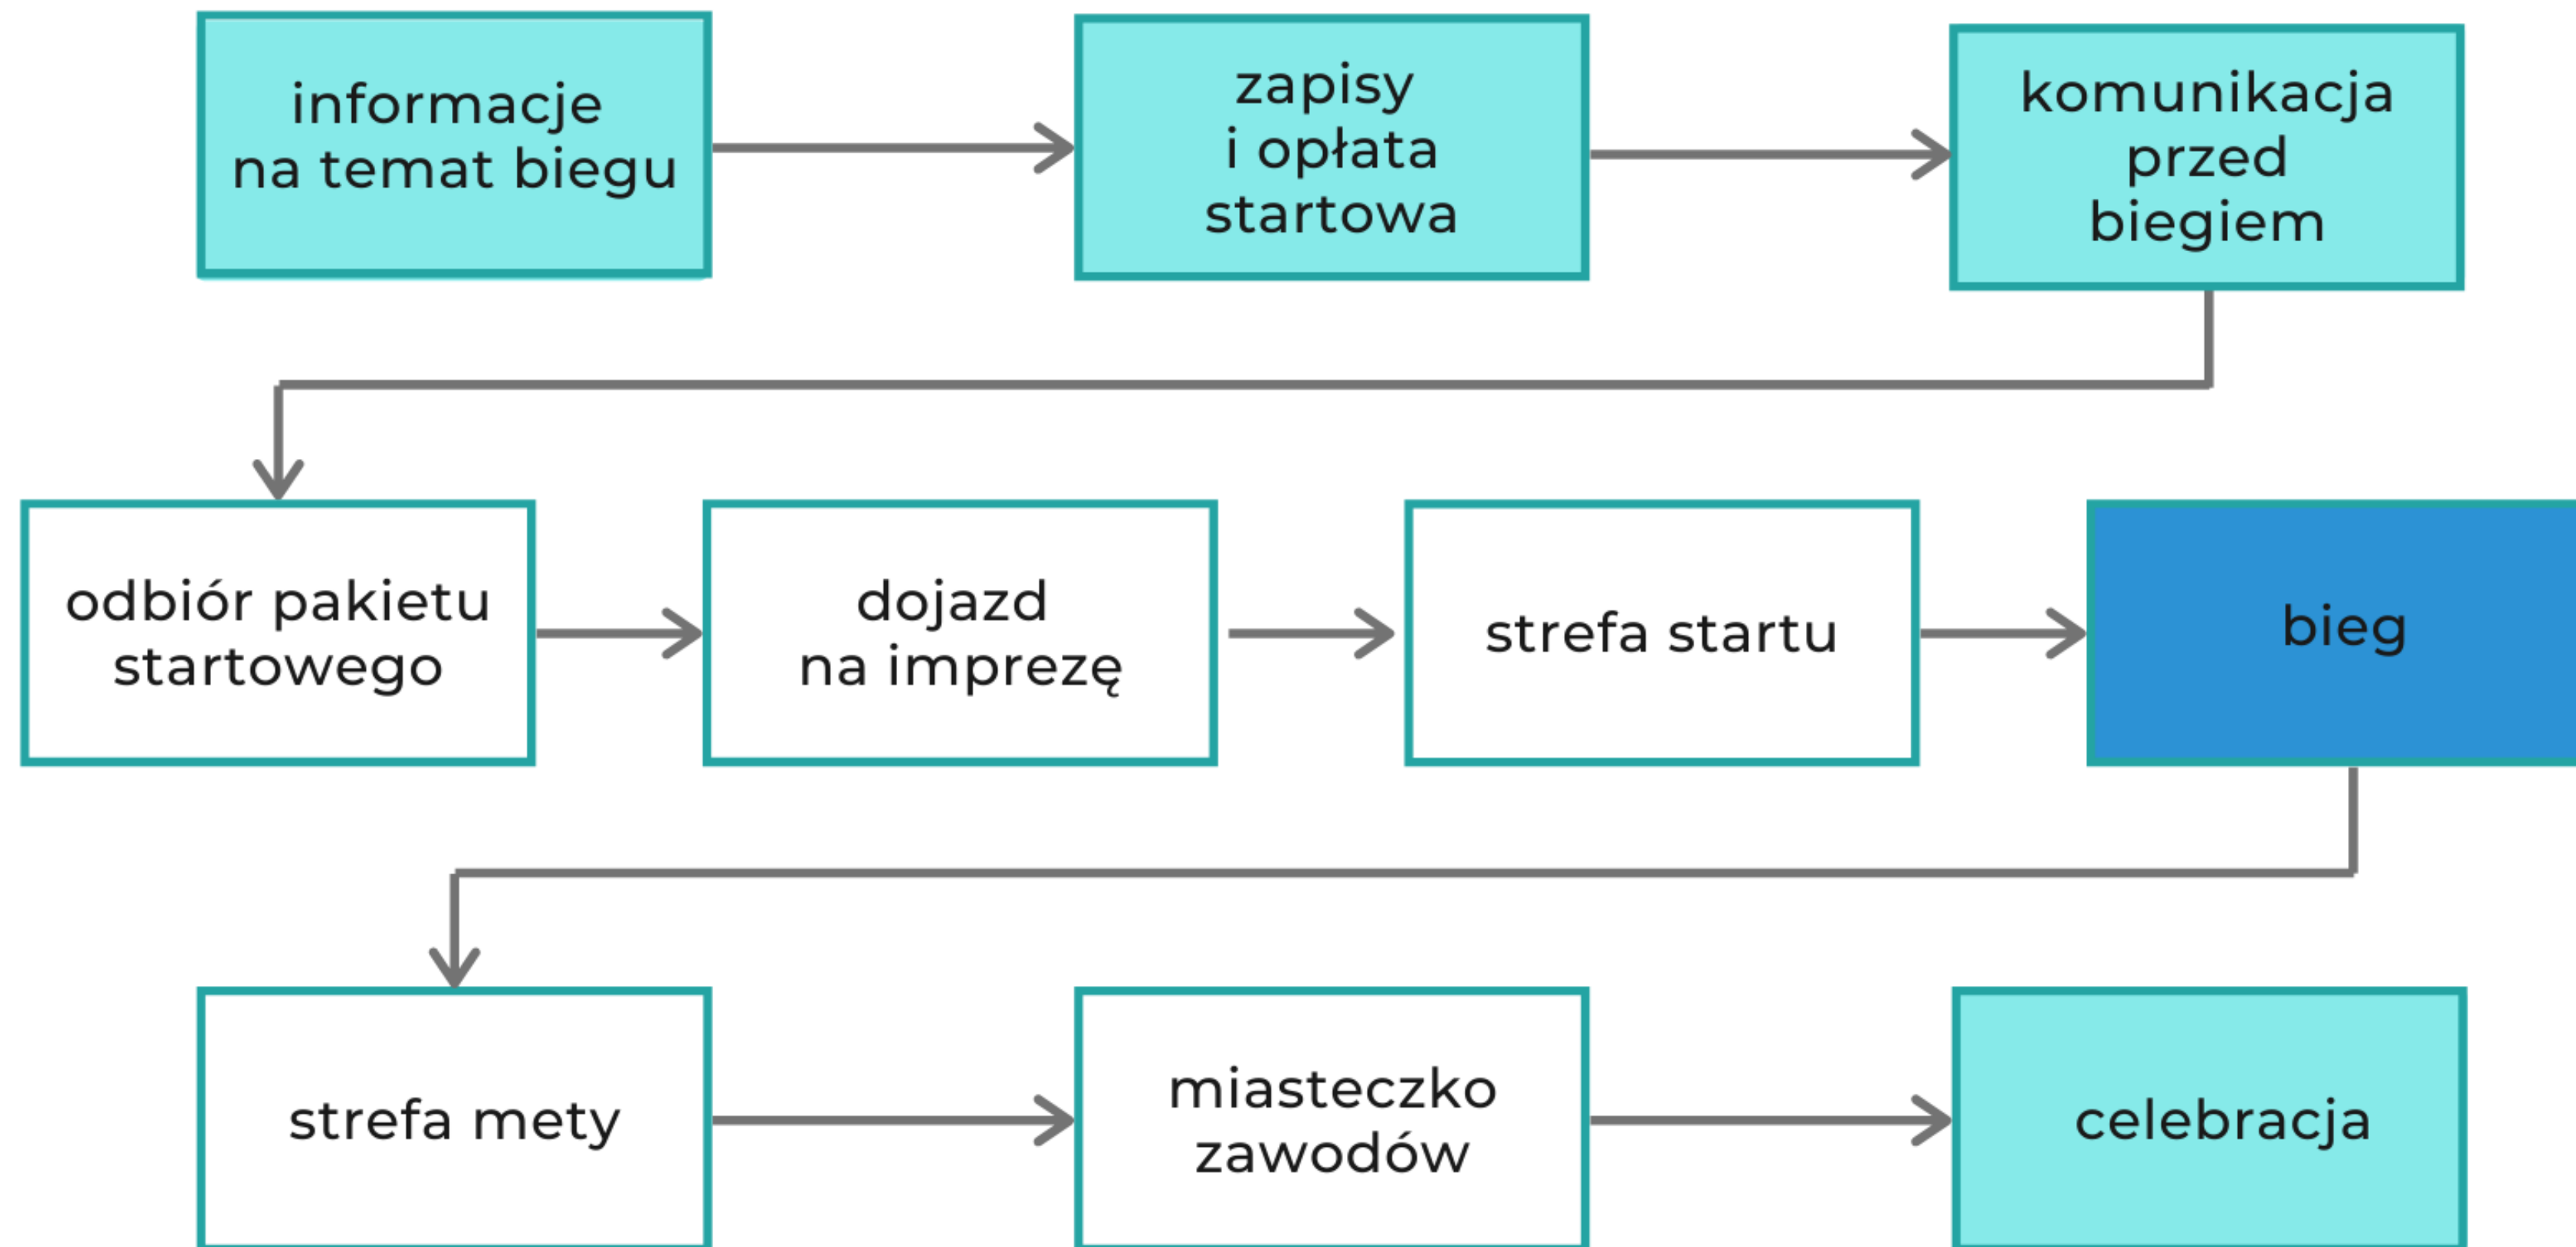 informacje
na temat biegu
zapisy
i opłata
startowa
komunikacja
przed
biegiem
odbiór pakietu
startowego
dojazd
na imprezę
strefa startu
bieg
strefa mety
miasteczko
zawodów
celebracja